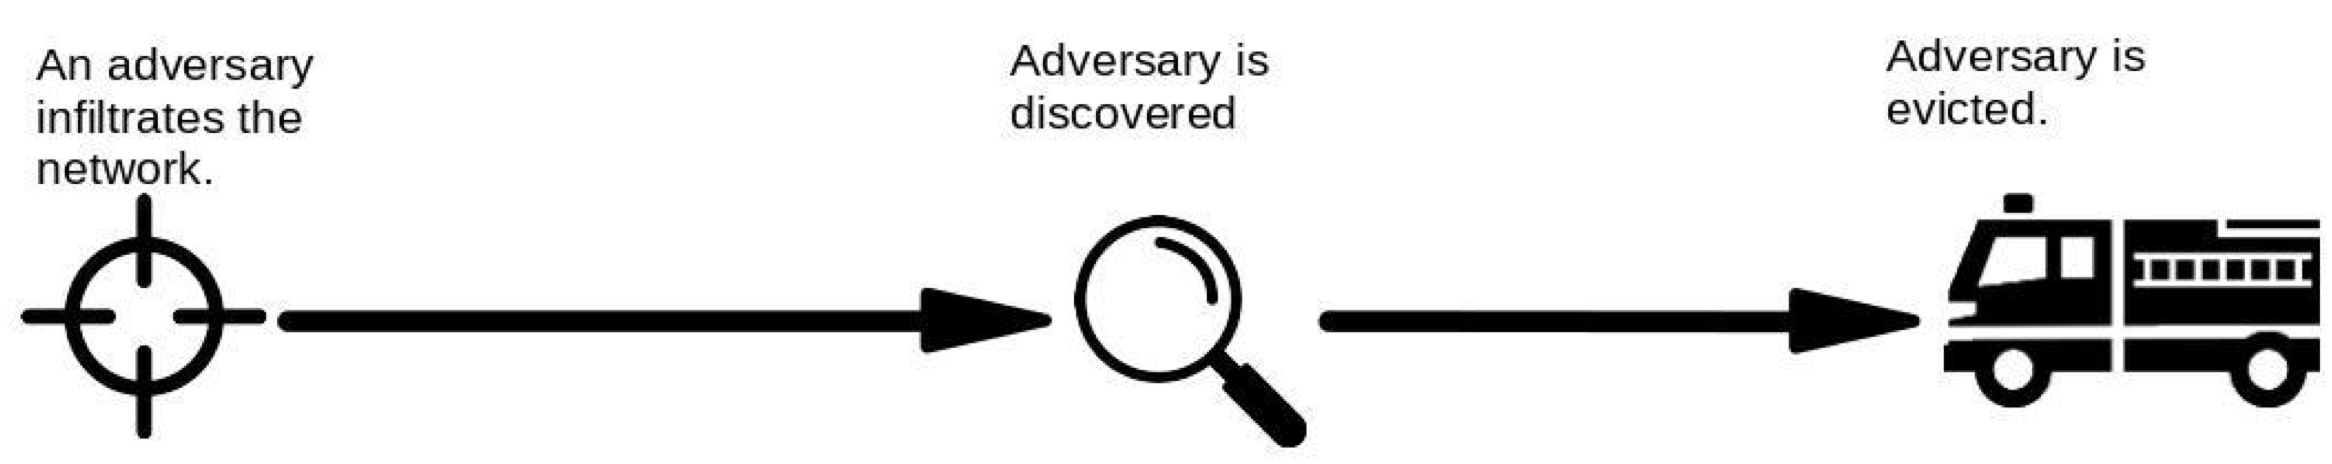 An adversary
infiltrates the
network.
Adversary is
discovered
Adversary is
evicted.